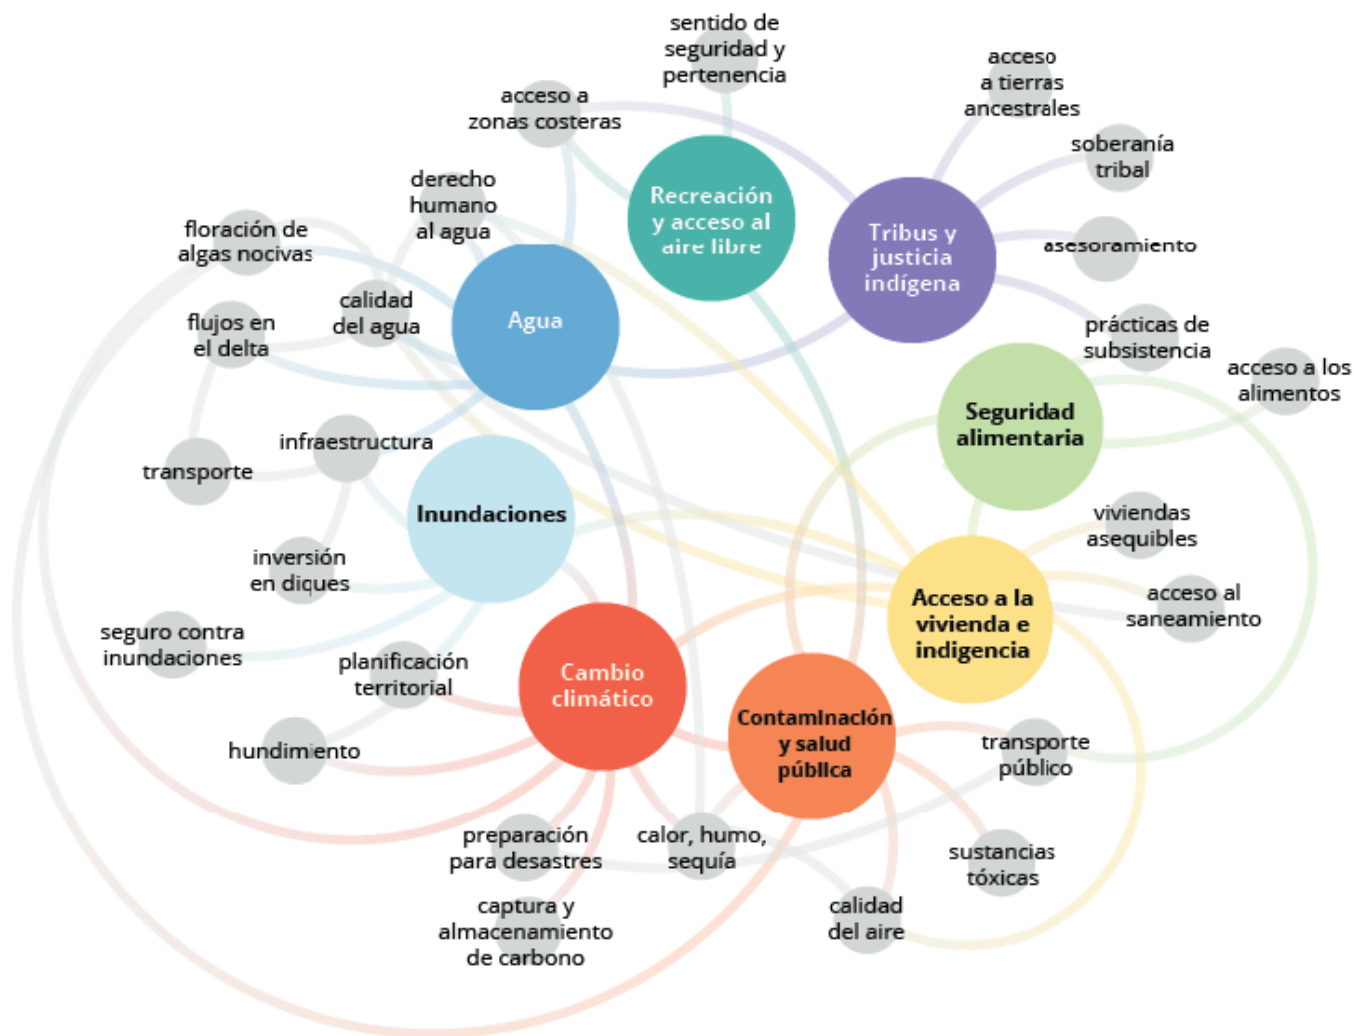 sentido de
seguridad y
pertenencia
acceso
a tierras
ancestrales
acceso a
zonas costeras
soberanía
tribal
derecho
humano
al agua
Recreación
y acceso al
aire libre
Tribus y
justicia
indígena
floración de
algas nocivas
asesoramiento
calidad
del agua
Agua
flujos en
el delta
prácticas de
subsistencia
acceso a los
alimentos
Seguridad
alimentaria
infraestructura
transporte
Inundaciones
viviendas
asequibles
inversión
en diques
Acceso a la
vivienda e
indigencia
acceso al
saneamiento
seguro contra
inundaciones
planificación
territorial
Cambio
climático
Contaminación
y salud
pública
hundimiento
transporte
público
preparación
para desastres
calor, humo,
sequía
sustancias
tóxicas
captura y
almacenamiento
de carbono
calidad
del aire